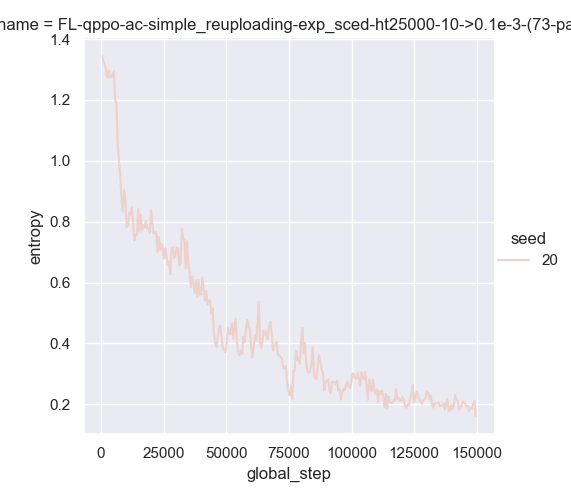 name = FL-qppo-ac-simple_reuploading-exp_sced-ht25000-10->0.1e-3-(73-pa
1.4
1.2
1.0
0.8
0.6
0.4
0.2
entropy
0 25000 50000 75000 100000 125000 150000
global_step
seed
20